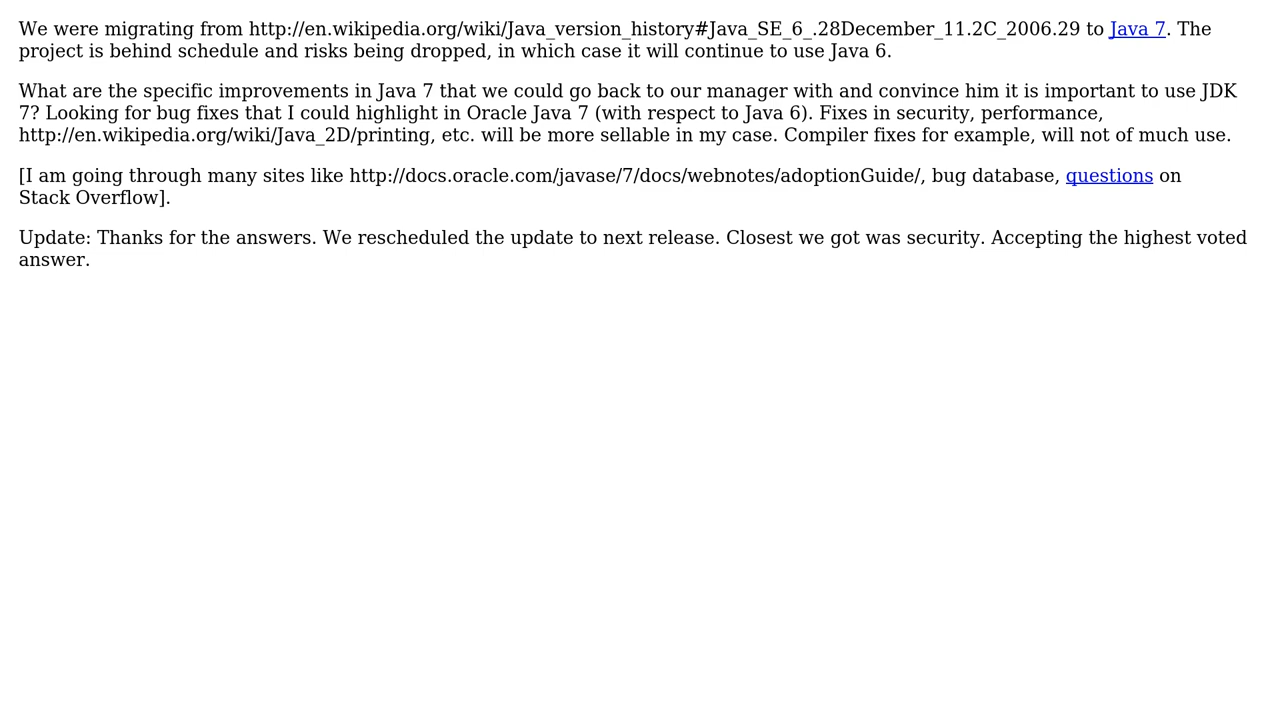 We were migrating from http://en.wikipedia.org/wiki/Java_version_history#Java_SE_6_.28December_11.2C_2006.29 to Java 7. The
project is behind schedule and risks being dropped, in which case it will continue to use Java 6.
What are the specific improvements in Java 7 that we could go back to our manager with and convince him it is important to use JDK
7? Looking for bug fixes that I could highlight in Oracle Java 7 (with respect to Java 6). Fixes in security, performance,
http://en.wikipedia.org/wiki/Java_2D/printing, etc. will be more sellable in my case. Compiler fixes for example, will not of much use.
[I am going through many sites like http://docs.oracle.com/javase/7/docs/webnotes/adoptionGuide/, bug database, questions on
Stack Overflow].
Update: Thanks for the answers. We rescheduled the update to next release. Closest we got was security. Accepting the highest voted
answer.